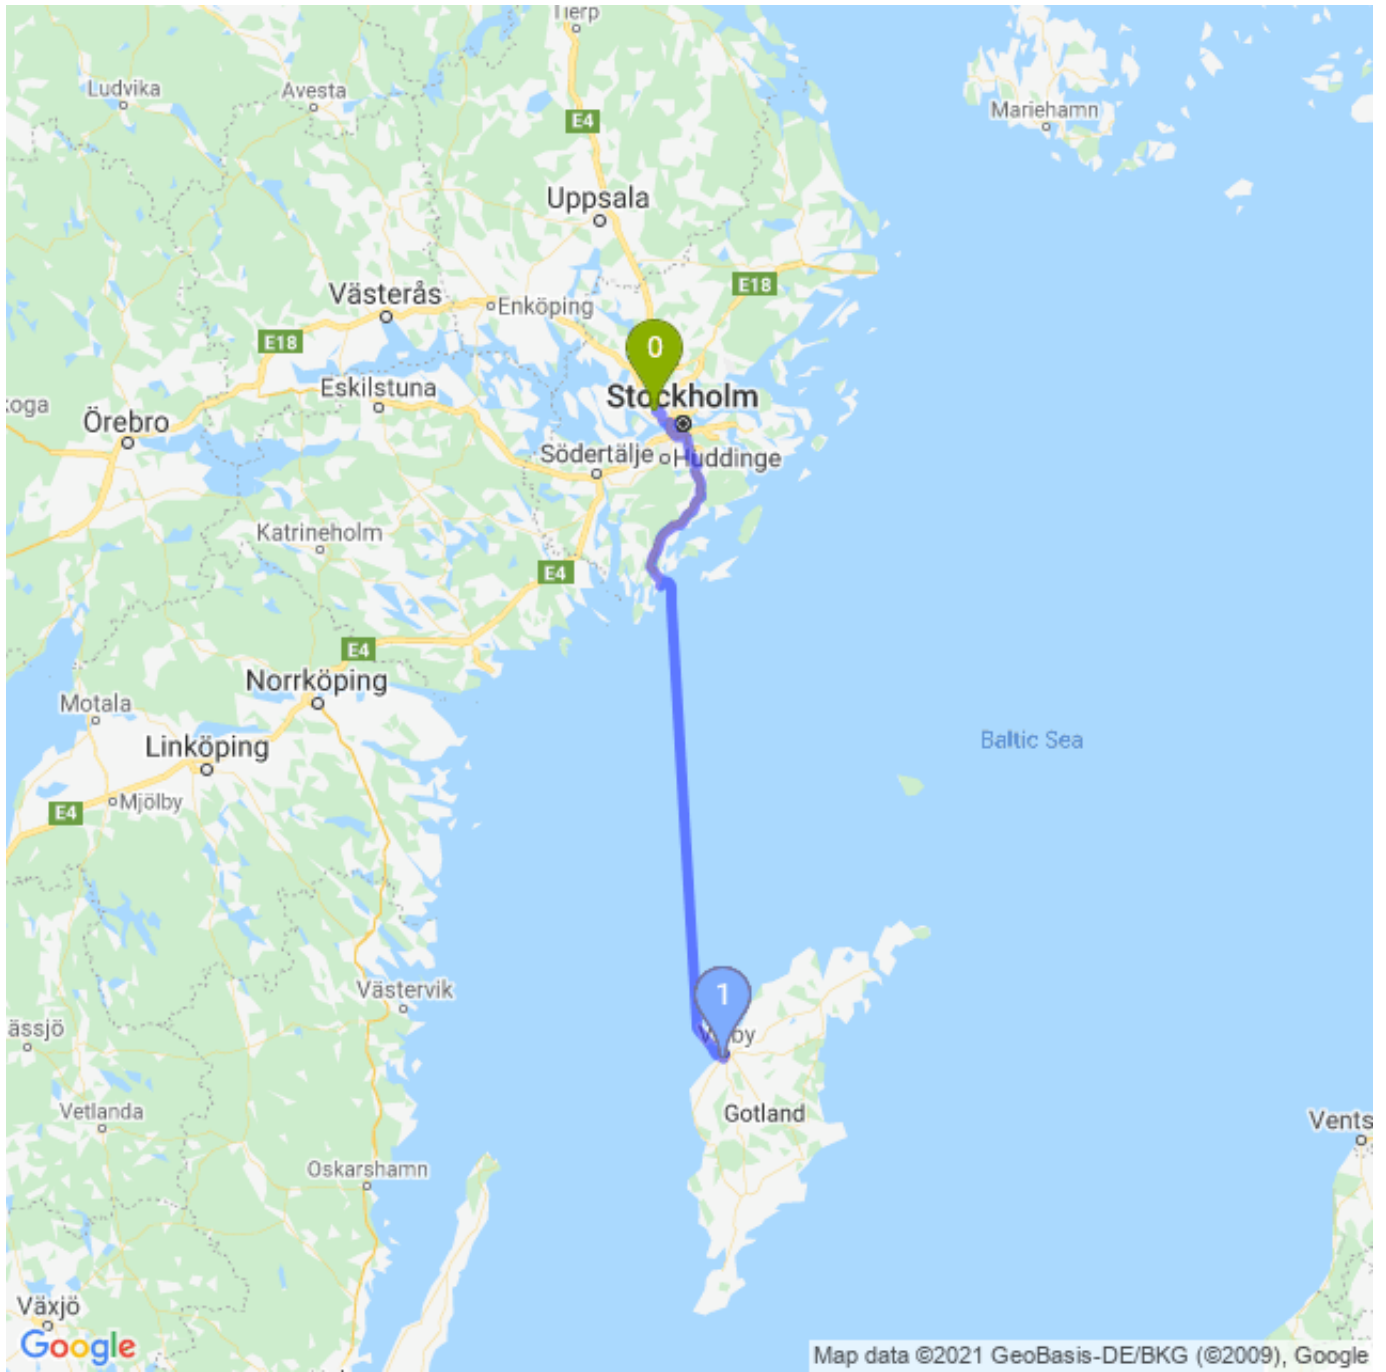 Tierp
Ludvika
Avesta
Mariehamn
E4
Uppsala
E18
Västerås
Enköping
E18
0
Eskilstuna
Stockholm
koga
Örebro
Södertälje
Huddinge
Katrineholm
E4
E4
Norrköping
Motala
Linköping
Baltic Sea
Mjölby
E4
1
Västervik
ässjö
Vetlanda
Gotland
Vents
Oskarshamn
Växjö
Google
Map data ©2021 GeoBasis-DE/BKG (©2009), Google